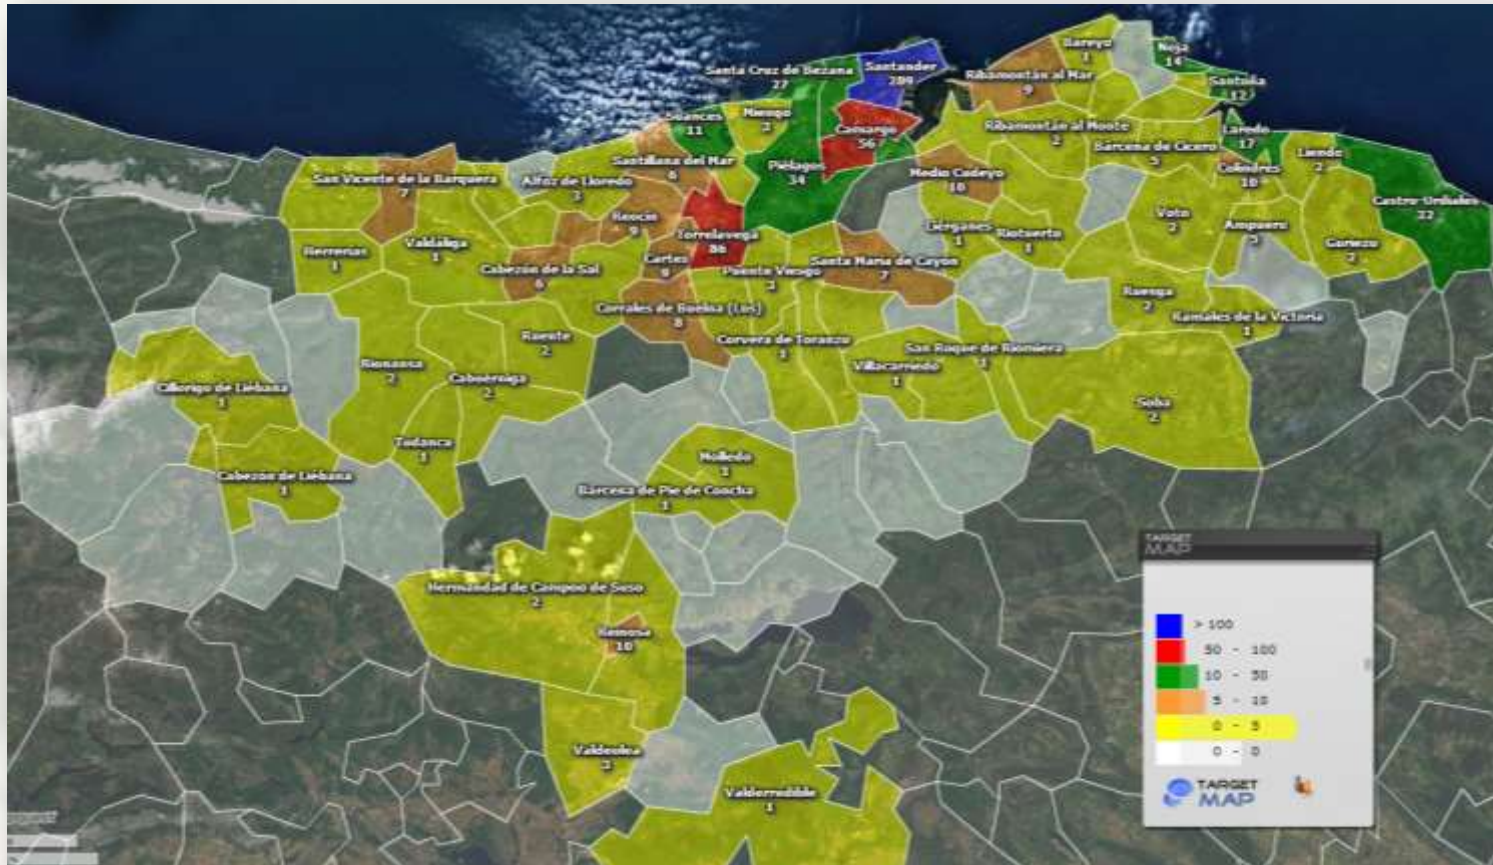 Bareyo
1
Noja
14
Santa Cruz de Bezana
27
Santander
289
Ribamontán al Mar
9
Santoña
12
Suances
11
Miengo
Camargo
56
Ribamontán al Monte
2
Laredo
17
Bárcena de Cicero
5
Liendo
2
Santillana del Mar
6
Piélagos
34
Medio Cudeyo
10
Colindres
10
San Vicente de la Barquera
7
Alfoz de Lloredo
3
Castro-Urdiales
Reocín
9
Voto
2
Liérganes
1
Riotuerto
1
Ampuero
Guriezo
2
Torrelavega
86
Herrerías
1
Valdáliga
1
Cartes
9
Cabezón de la Sal
6
Puente Viesgo
Santa María de Cayón
7
Ruenga
2
Corrales de Buelna (Los)
8
Ramales de la Victoria
1
Ruente
2
Corvera de Toranzo
1
San Roque de Riomiera
1
Rionansa
2
Villacarriedo
1
Cabuérniga
2
Cillorigo de Liébana
1
Soba
2
Tudanca
1
Molledo
Cabezón de Liébana
1
Bárcena de Pie de Concha
1
Hermandad de Campoo de Suso
2
Reinosa
10
Valdeolea
Valderredible
1
TARGET
MAP
> 100
50 - 100
10 - 50
5 - 10
0 - 5
0 - 0
TARGET
MAP